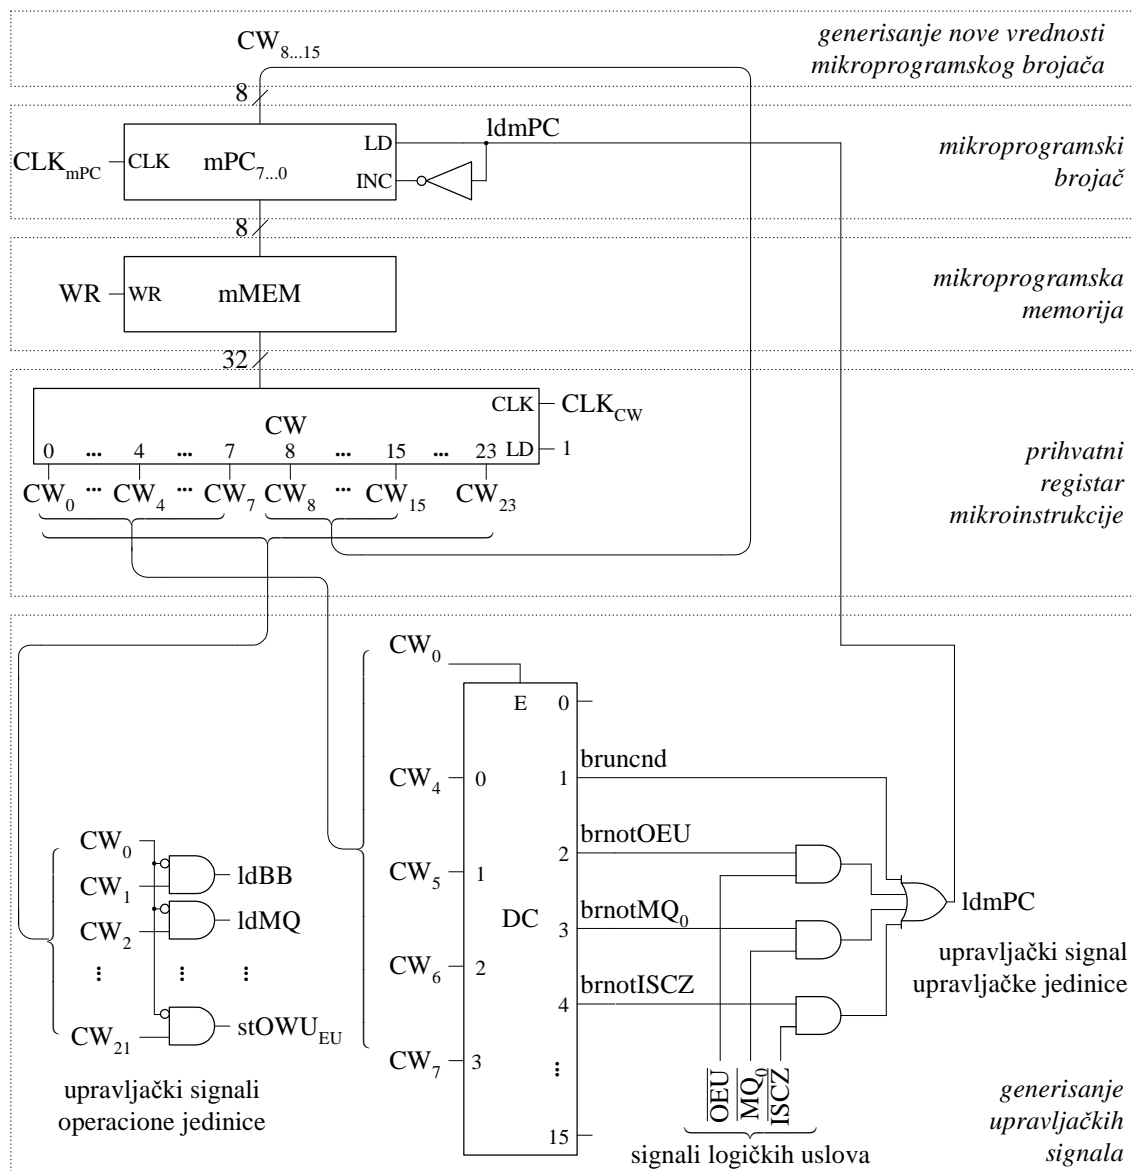 CW8...15
generisanje nove vrednosti
mikroprogramskog brojača
8
CLKmPC
CLK
mPC7...0
LD
INC
ldmPC
mikroprogramski
brojač
8
WR
WR
mMEM
mikroprogramska
memorija
32
CW
CLK
CLKCW
0 ... 4 ... 7 8 ... 15 ... 23
LD
1
CW0 ... CW4 ... CW7 CW8 ... CW15 CW23
prihvatni
registar
mikroinstrukcije
CW0
E
0
bruncnd
CW4
0
1
brnotOEU
2
CW5
1
brnotMQ0
3
DC
CW6
2
brnotISCZ
4
CW7
3
...
15
CW0
CW1
ldBB
CW2
ldMQ
... ... ...
CW21
stOWUEU
upravljački signali
operacione jedinice
ldmPC
upravljački signal
upravljačke jedinice
OEU
MQ0
ISCZ
signali logičkih uslova
generisanje
upravljačkih
signala